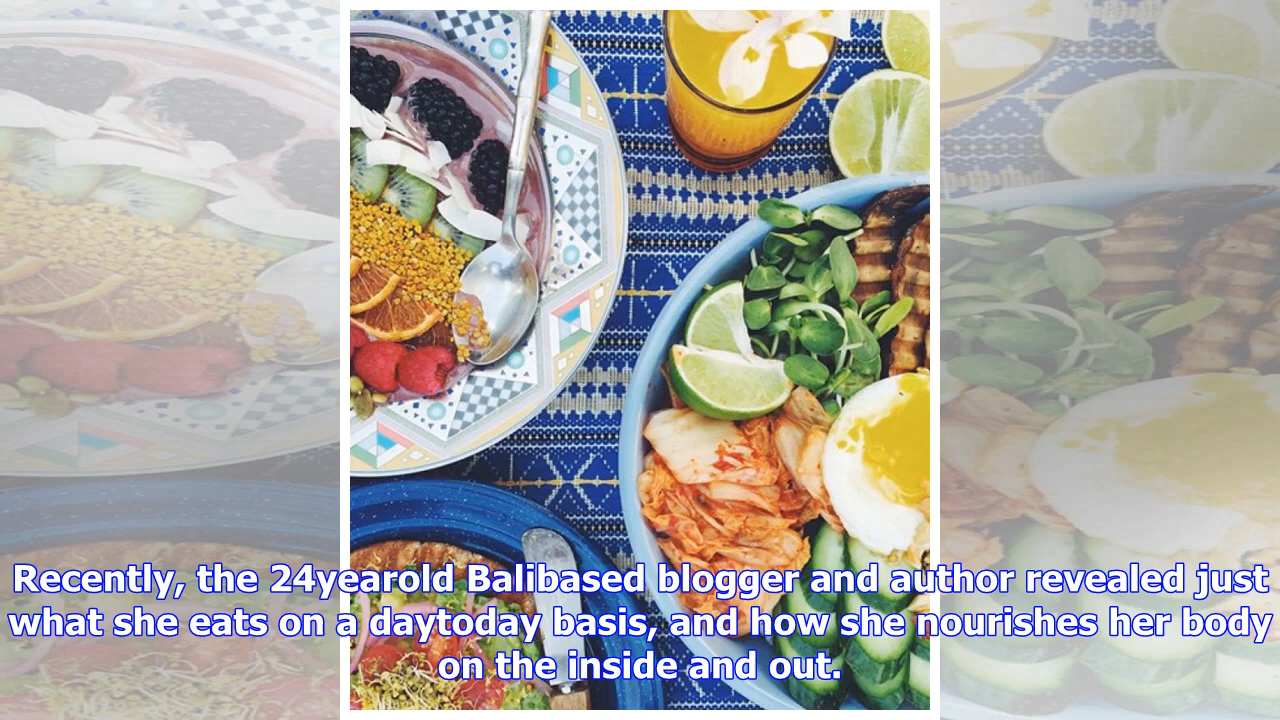 Recently, the 24yearold Balibased blogger and author revealed just
what she eats on a daytoday basis, and how she nourishes her body
on the inside and out.